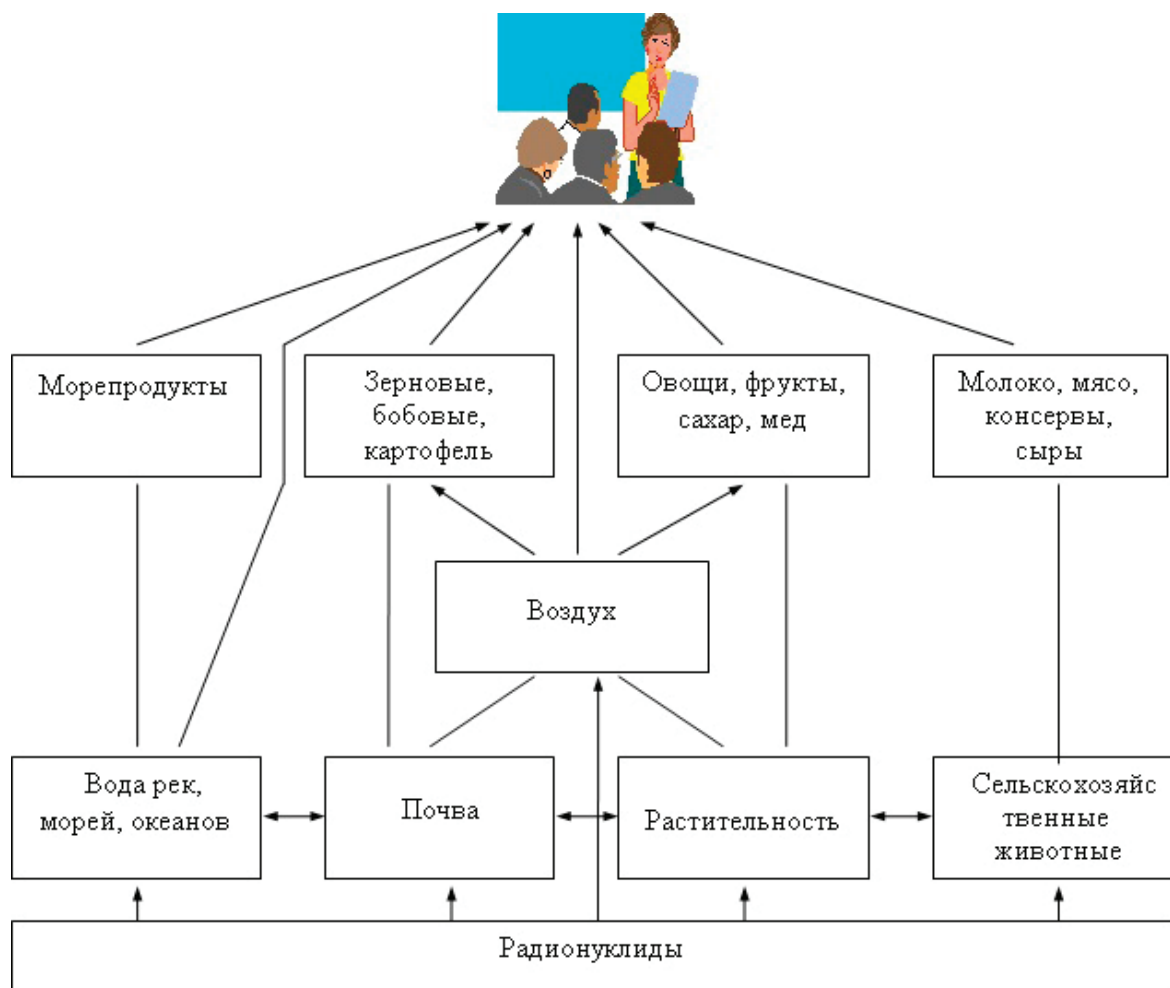 Морепродукты
Зерновые,
бобовые,
картофель
Овощи, фрукты,
сахар, мед
Молоко, мясо,
консервы,
сыры
Воздух
Вода рек,
морей, океанов
Почва
Растительность
Сельскохозяйс
твенные
животные
Радионуклиды